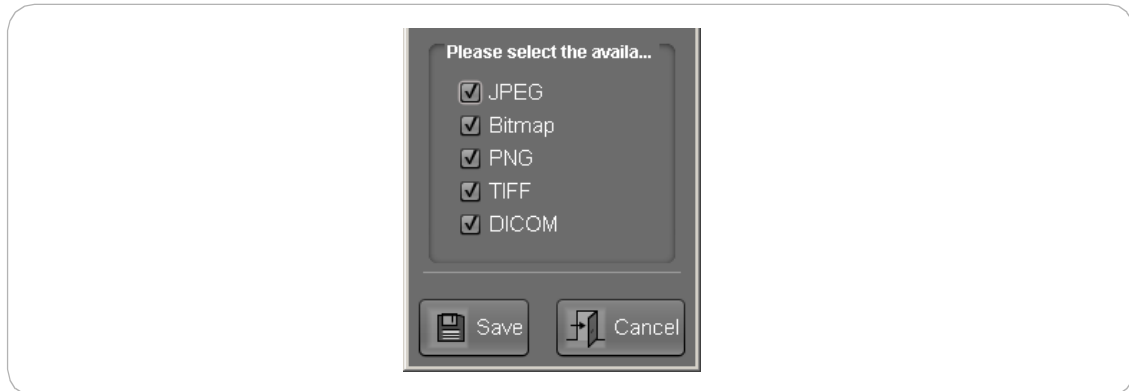 Please select the availa...
JPEG
Bitmap
PNG
TIFF
DICOM
Save Cancel